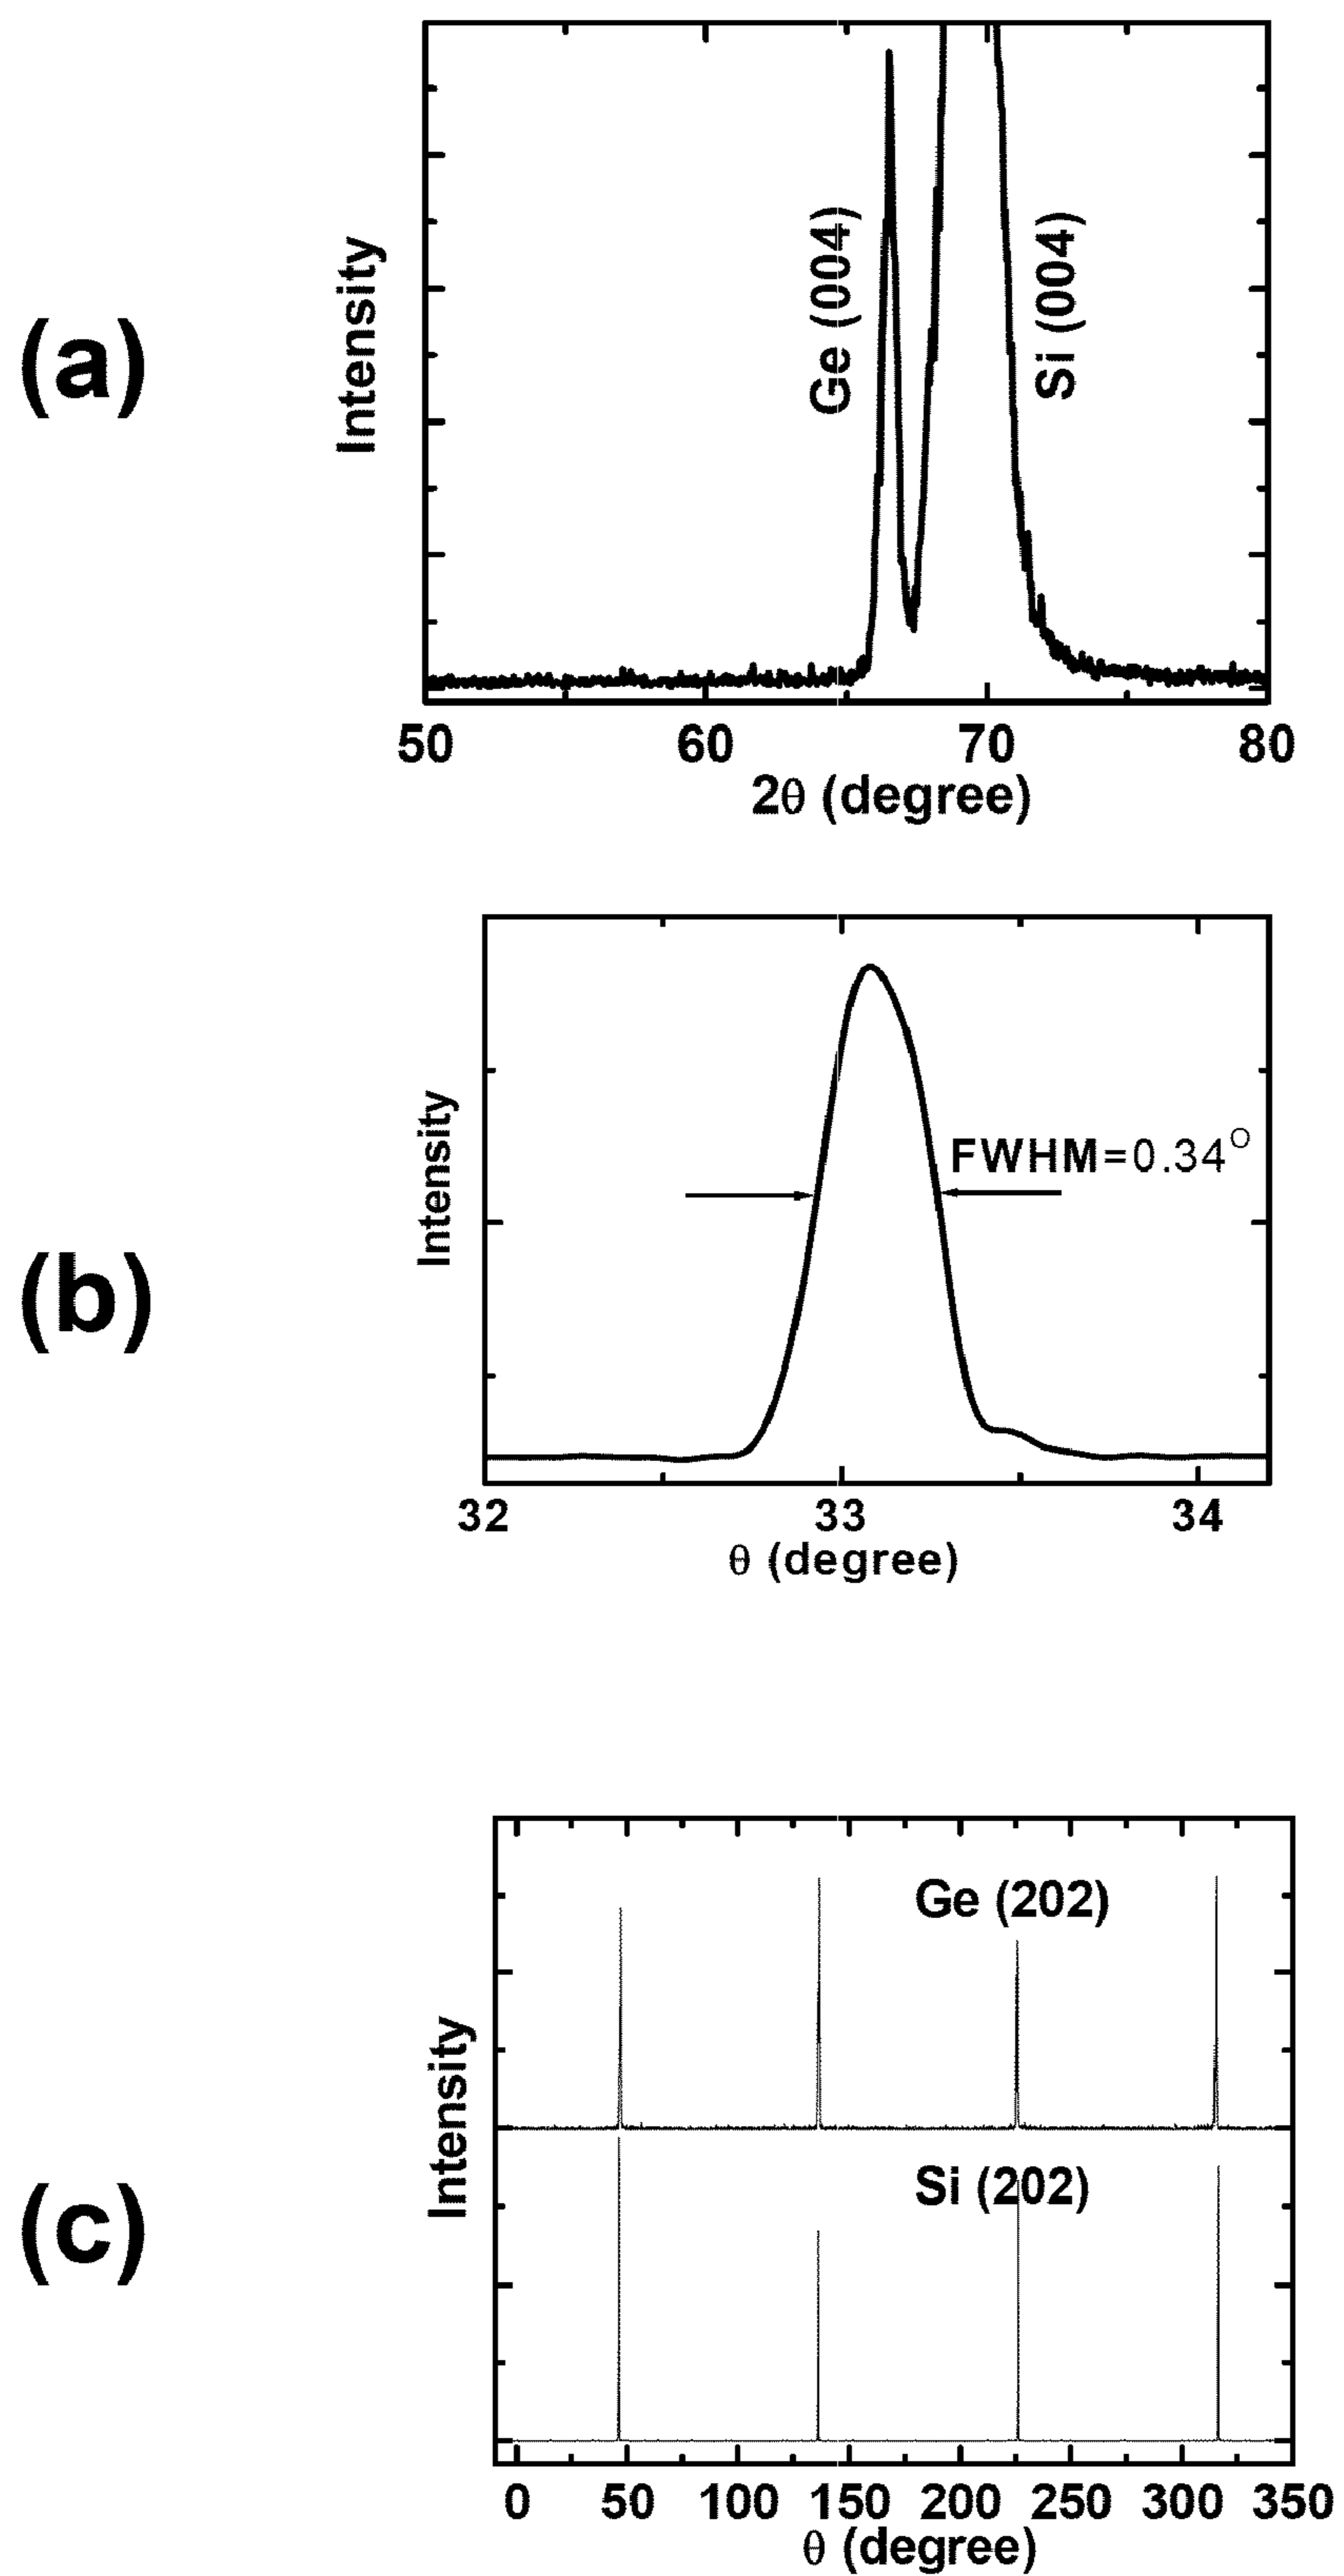 (a)
Intensity
Ge (004)
Si (004)
50 60 70 80
2θ (degree)
(b)
Intensity
FWHM=0.34°
32 33 34
θ (degree)
(c)
Intensity
Ge (202)
Si (202)
0 50 100 150 200 250 300 350
θ (degree)